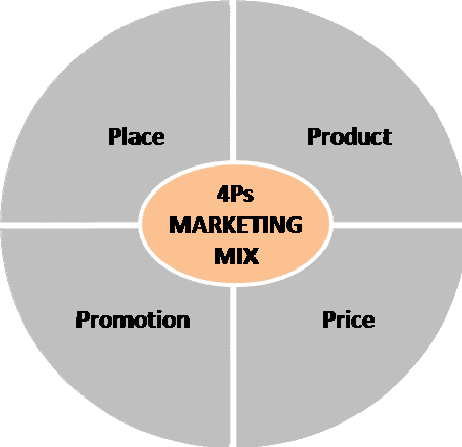 Place
Product
4Ps
MARKETING
MIX
Promotion
Price